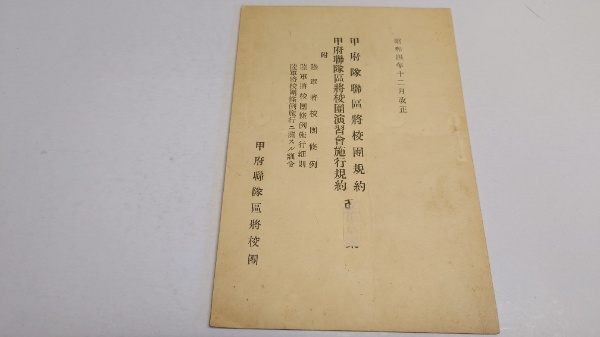 昭和四年十二月改正
甲府聯隊區將校團規約
甲府聯隊區將校團演習會施行規約
附
陸軍將校團條例
陸軍將校團條例施行細則
陸軍將校團條例施行ニ關スル訓令
甲府聯隊區將校團